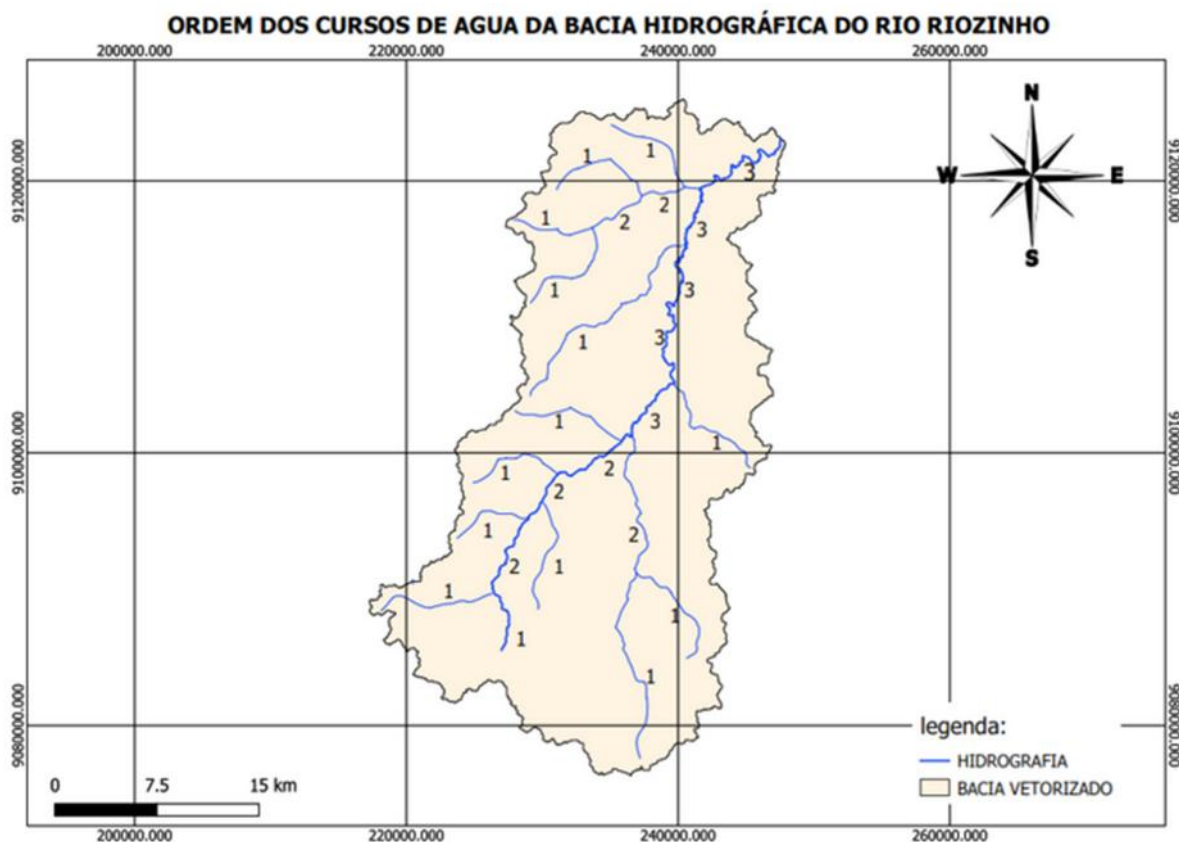 ORDEM DOS CURSOS DE AGUA DA BACIA HIDROGRÁFICA DO RIO RIOZINHO
200000.000 220000.000 240000.000 260000.000
N
W E
S
9120000.000 9120000.000
9100000.000 9100000.000
9080000.000 9080000.000
1 1
3
1 2 2
3
1 3
1 3
1 3 1
1 2
2
1 2
1 2 1
1 1
1
1
legenda:
HIDROGRAFIA
BACIA VETORIZADO
0 7.5 15 km
200000.000 220000.000 240000.000 260000.000